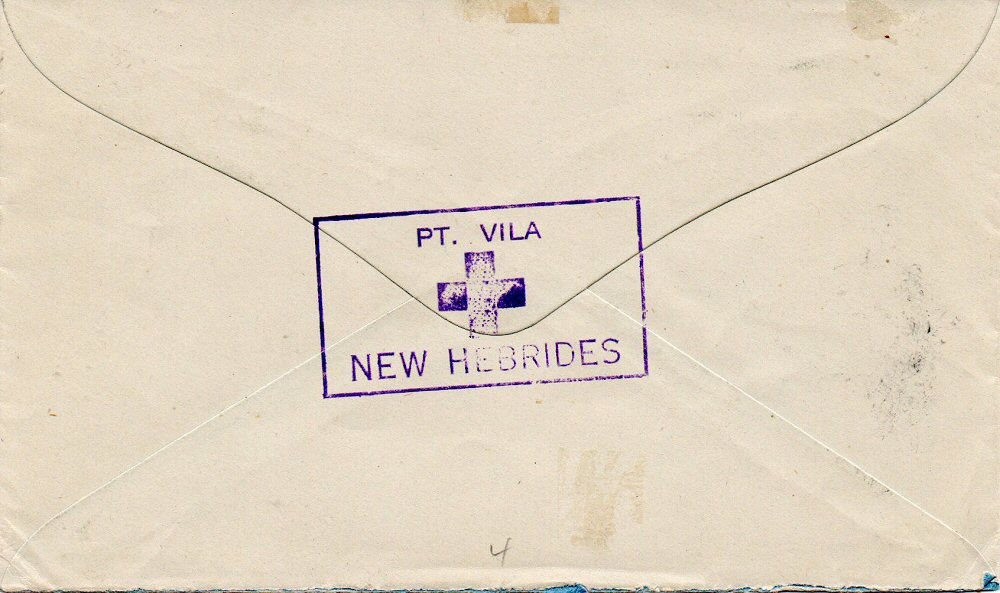 PT. VILA
NEW HEBRIDES
4